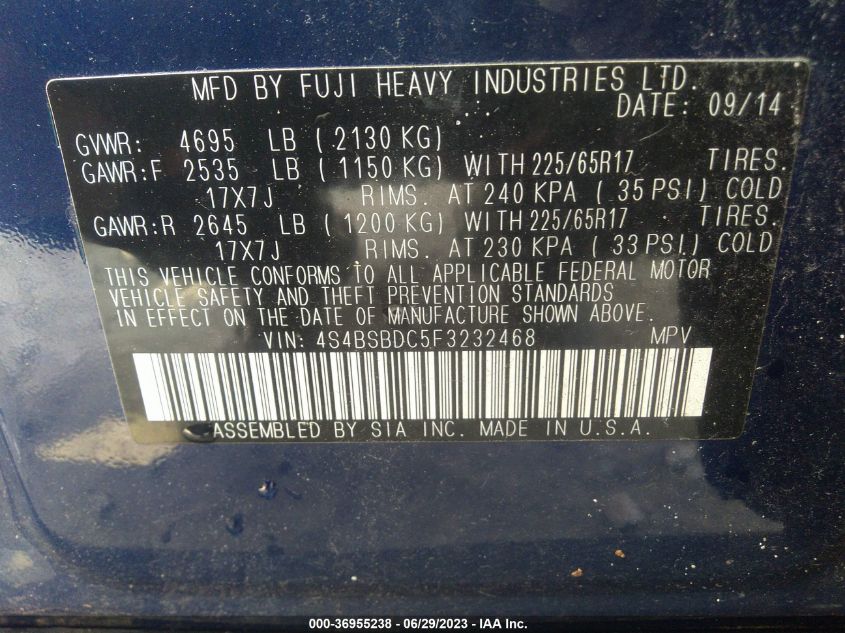 MFD BY FUJI HEAVY INDUSTRIES LTD.
DATE: 09/14
GVWR: 4695 LB ( 2130 KG)
GAWR:F 2535 LB ( 1150 KG) WITH 225/65R17 TIRES.
17X7J RIMS. AT 240 KPA ( 35 PSI) COLD
GAWR:R 2645 LB ( 1200 KG) WITH 225/65R17 TIRES.
17X7J RIMS. AT 230 KPA ( 33 PSI) COLD
THIS VEHICLE CONFORMS TO ALL APPLICABLE FEDERAL MOTOR
VEHICLE SAFETY AND THEFT PREVENTION STANDARDS
IN EFFECT ON THE DATE OF MANUFACTURE SHOWN ABOVE.
VIN: 4S4BSBDC5F3232468 MPV
ASSEMBLED BY SIA INC. MADE IN U.S.A.
000-36955238 - 06/29/2023 - IAA Inc.